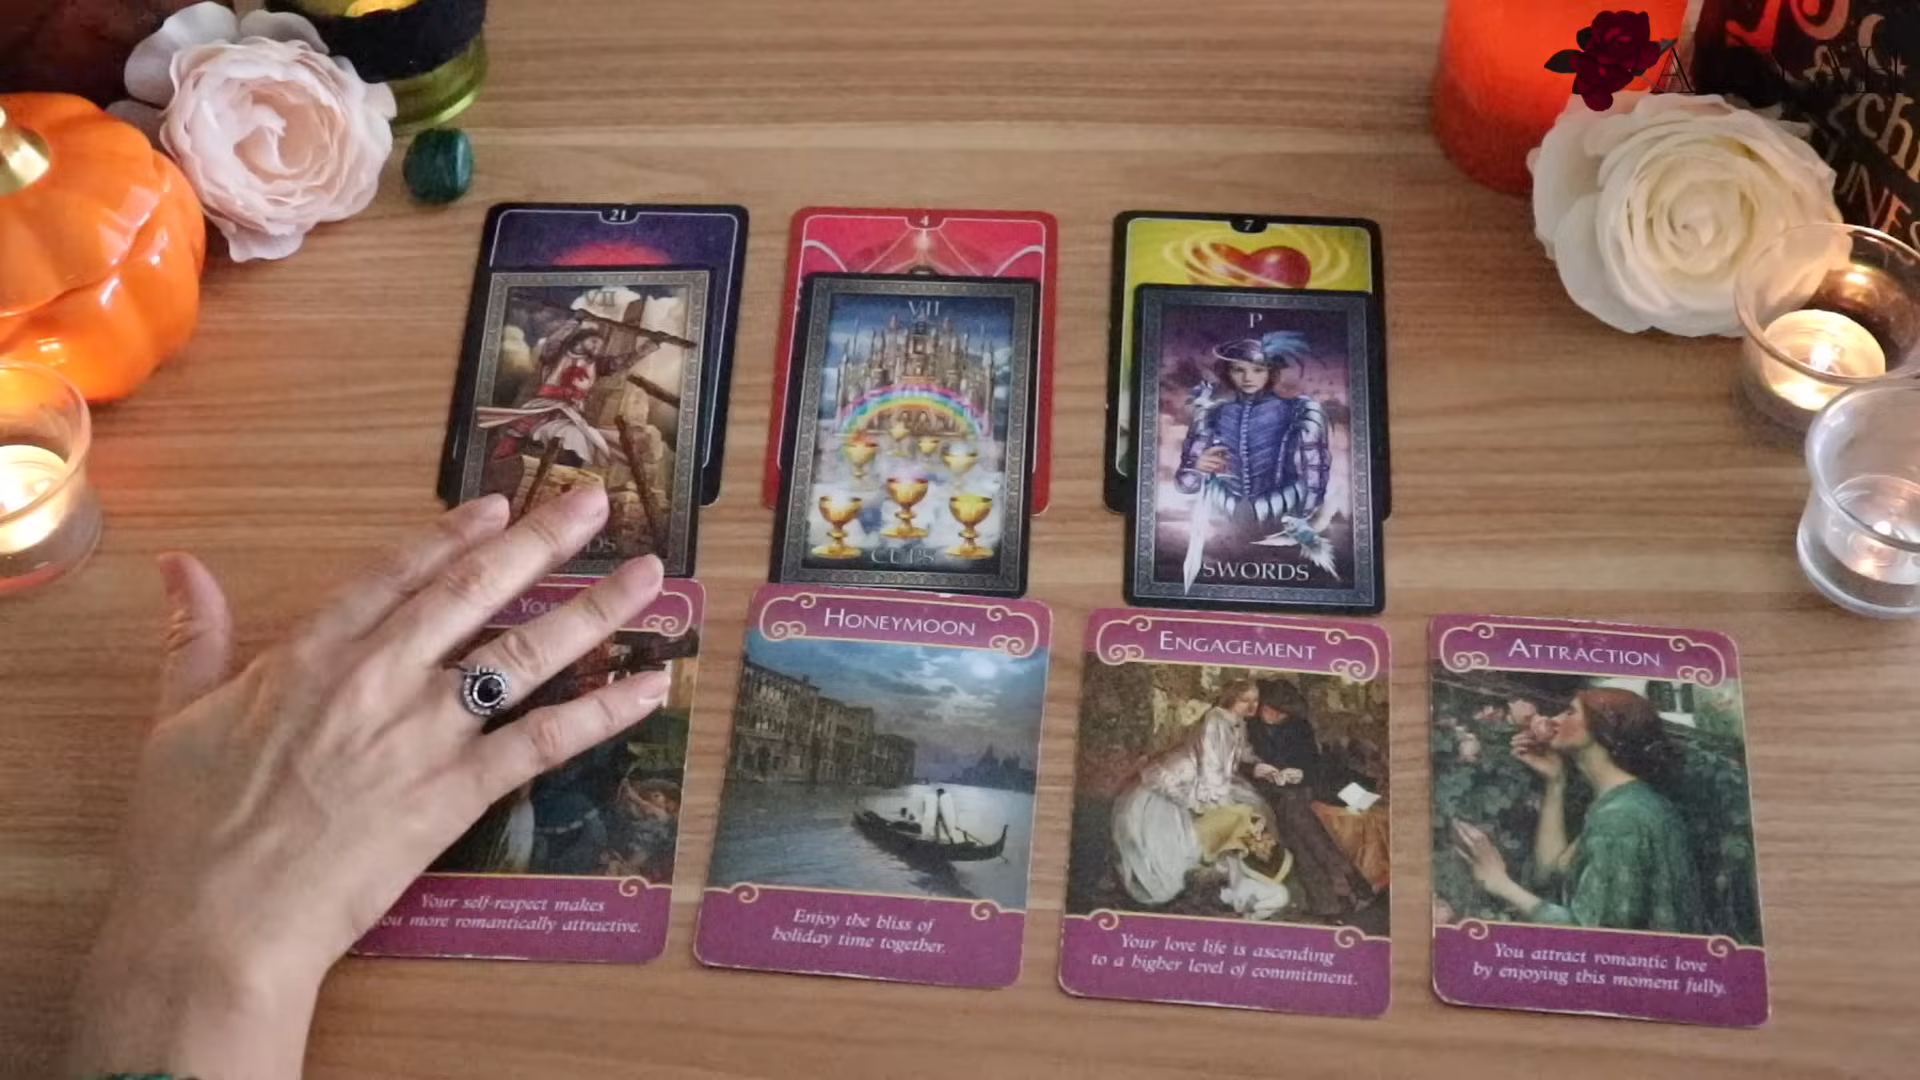 21
4
7
VII
VII
P
CUPS
SWORDS
HONEYMOON
ENGAGEMENT
ATTRACTION
Your self-respect makes
you more romantically attractive.
Enjoy the bliss of
holiday time together.
Your love life is ascending
to a higher level of commitment.
You attract romantic love
by enjoying this moment fully.